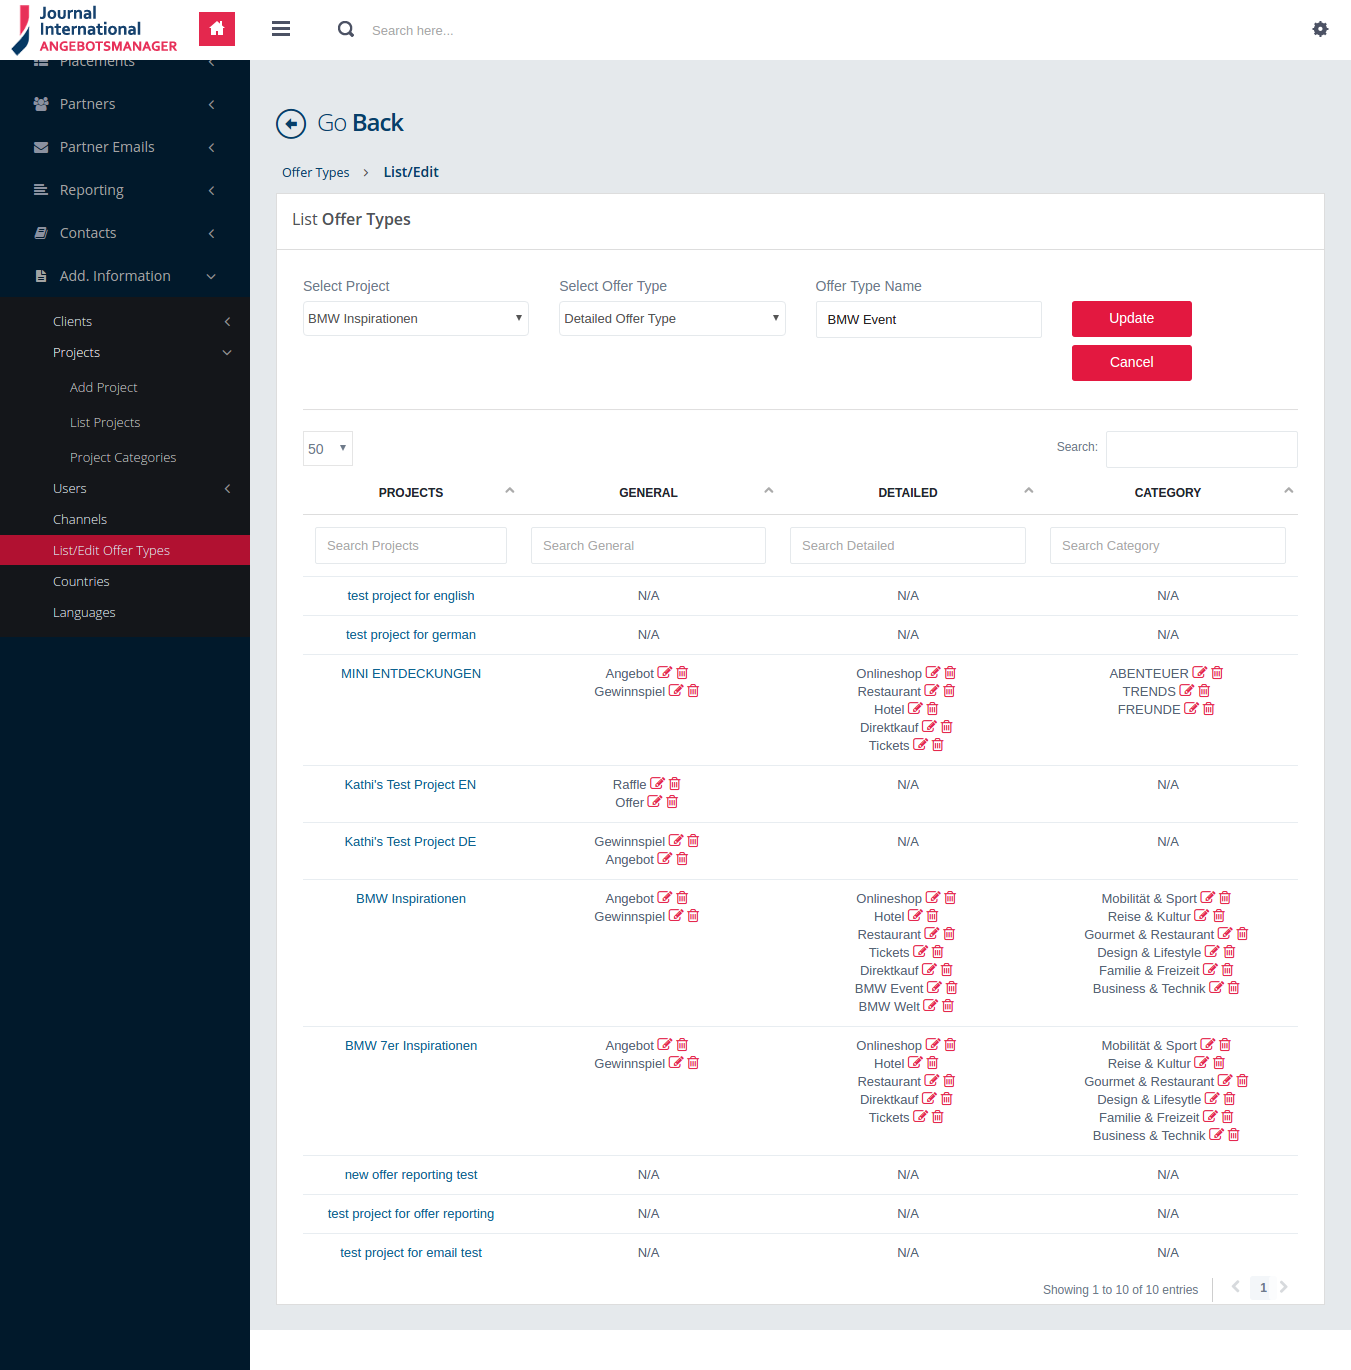 Journal
International
ANGEBOTSMANAGER
Search here...
Placements
Partners
Partner Emails
Reporting
Contacts
Add. Information
Clients
Projects
Add Project
List Projects
Project Categories
Users
Channels
List/Edit Offer Types
Countries
Languages
Go Back
Offer Types > List/Edit
List Offer Types
Select Project Select Offer Type Offer Type Name
BMW Inspirationen Detailed Offer Type BMW Event Update
Cancel
50 Search:
PROJECTS GENERAL DETAILED CATEGORY
Search Projects Search General Search Detailed Search Category
test project for english N/A N/A N/A
test project for german N/A N/A N/A
MINI ENTDECKUNGEN Angebot Onlineshop ABENTEUER
Gewinnspiel Restaurant TRENDS
Hotel FREUNDE
Direktkauf
Tickets
Kathi's Test Project EN Raffle N/A N/A
Offer
Kathi's Test Project DE Gewinnspiel N/A N/A
Angebot
BMW Inspirationen Angebot Onlineshop Mobilität & Sport
Gewinnspiel Hotel Reise & Kultur
Restaurant Gourmet & Restaurant
Tickets Design & Lifestyle
Direktkauf Familie & Freizeit
BMW Event Business & Technik
BMW Welt
BMW 7er Inspirationen Angebot Onlineshop Mobilität & Sport
Gewinnspiel Hotel Reise & Kultur
Restaurant Gourmet & Restaurant
Direktkauf Design & Lifesytle
Tickets Familie & Freizeit
Business & Technik
new offer reporting test N/A N/A N/A
test project for offer reporting N/A N/A N/A
test project for email test N/A N/A N/A
Showing 1 to 10 of 10 entries 1